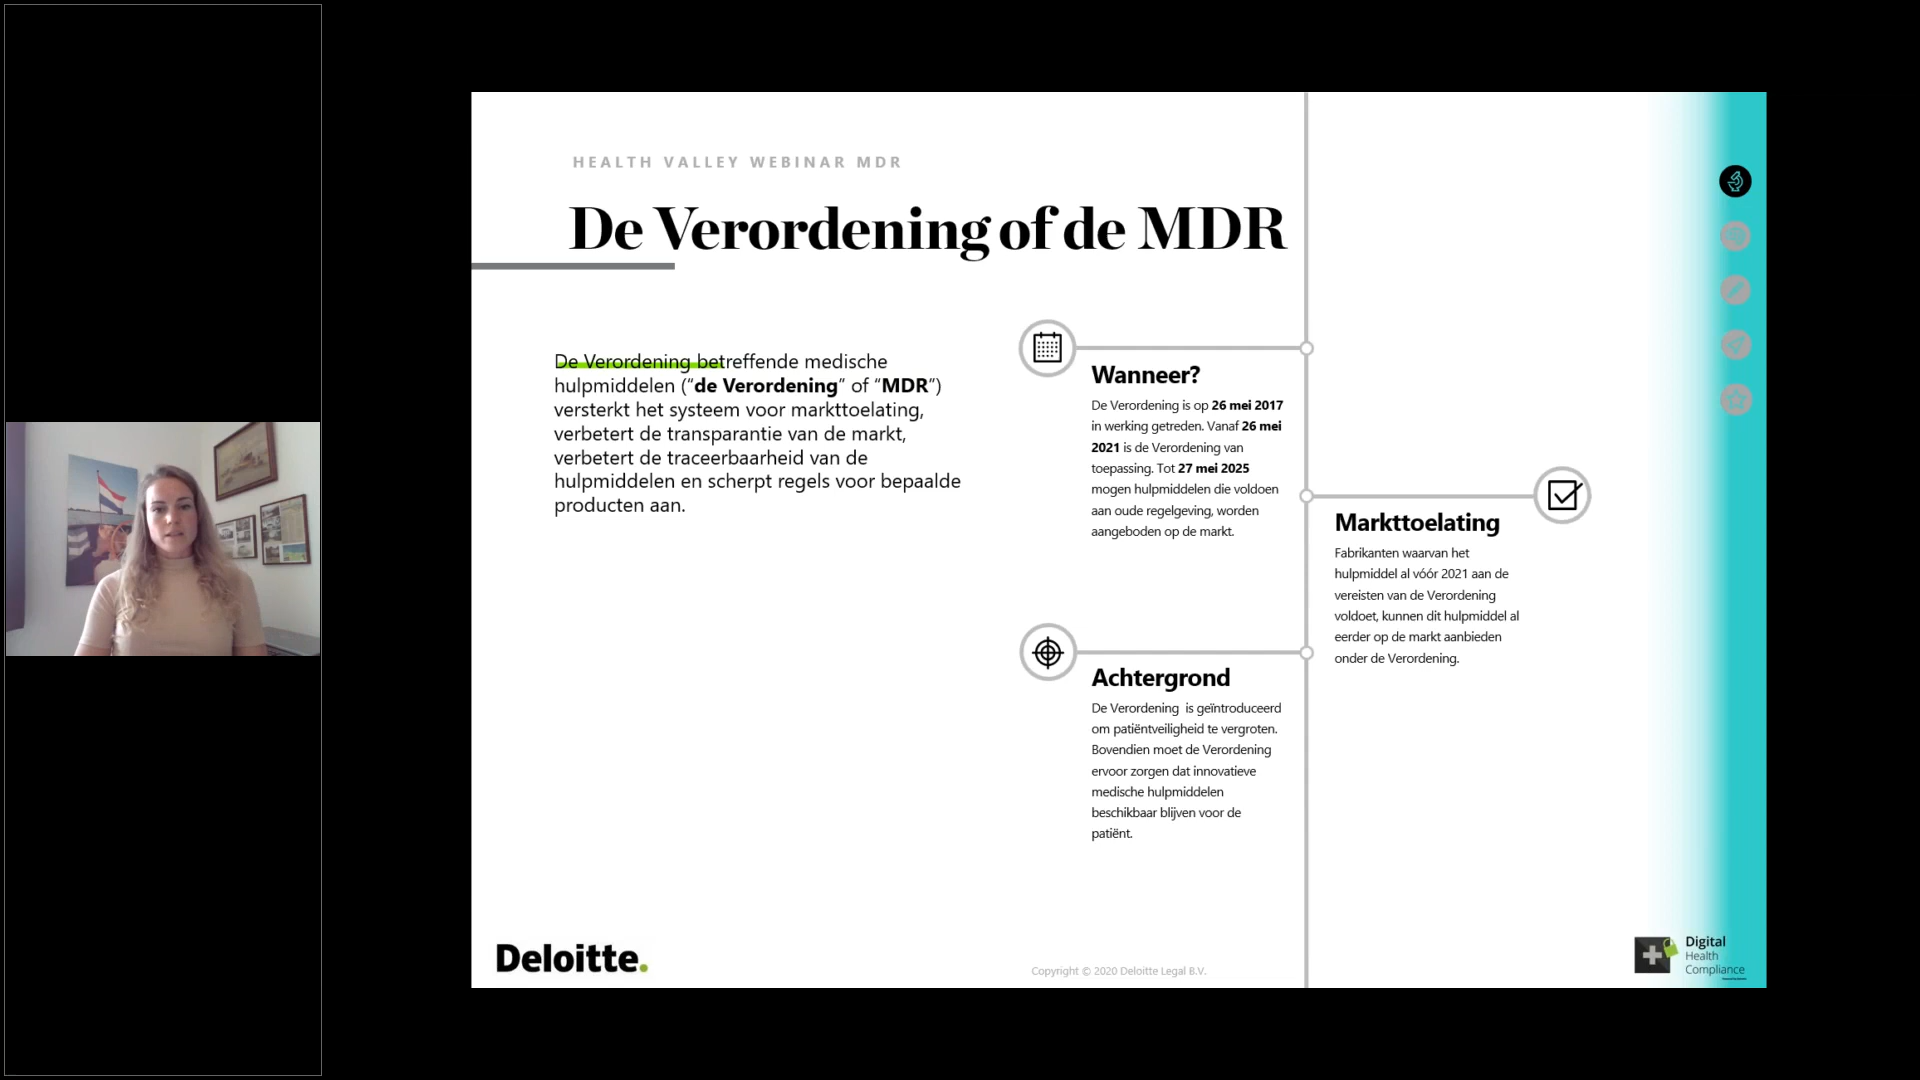 HEALTH VALLEY WEBINAR MDR
De Verordening of de MDR
De Verordening betreffende medische
hulpmiddelen (“de Verordening” of “MDR”)
versterkt het systeem voor markttoelating,
verbetert de transparantie van de markt,
verbetert de traceerbaarheid van de
hulpmiddelen en scherpt regels voor bepaalde
producten aan.
Wanneer?
De Verordening is op 26 mei 2017
in werking getreden. Vanaf 26 mei
2021 is de Verordening van
toepassing. Tot 27 mei 2025
mogen hulpmiddelen die voldoen
aan oude regelgeving, worden
aangeboden op de markt.
Markttoelating
Fabrikanten waarvan het
hulpmiddel al vóór 2021 aan de
vereisten van de Verordening
voldoet, kunnen dit hulpmiddel al
eerder op de markt aanbieden
onder de Verordening.
Achtergrond
De Verordening is geïntroduceerd
om patiëntveiligheid te vergroten.
Bovendien moet de Verordening
ervoor zorgen dat innovatieve
medische hulpmiddelen
beschikbaar blijven voor de
patiënt.
Deloitte.
Copyright © 2020 Deloitte Legal B.V.
Digital
Health
Compliance